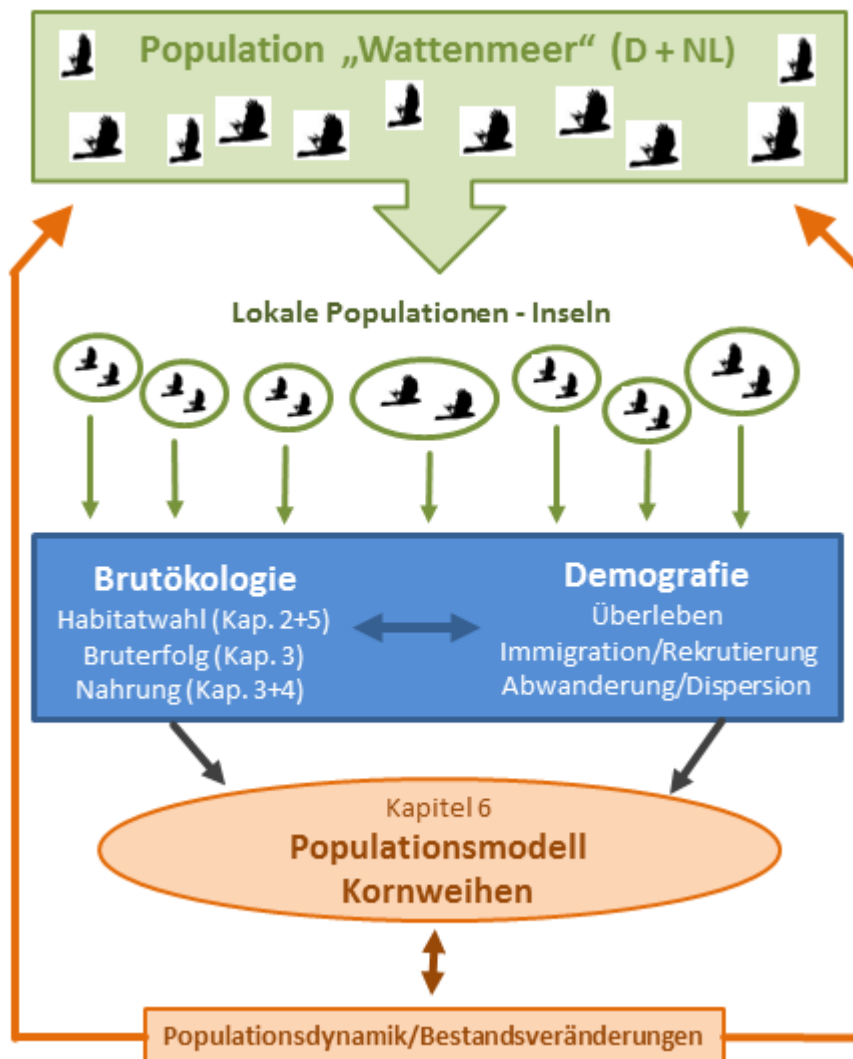 Population „Wattenmeer“ (D + NL)
Lokale Populationen - Inseln
Brutökologie
Habitatwahl (Kap. 2+5)
Bruterfolg (Kap. 3)
Nahrung (Kap. 3+4)
Demografie
Überleben
Immigration/Rekrutierung
Abwanderung/Dispersion
Kapitel 6
Populationsmodell
Kornweihen
Populationsdynamik/Bestandsveränderungen